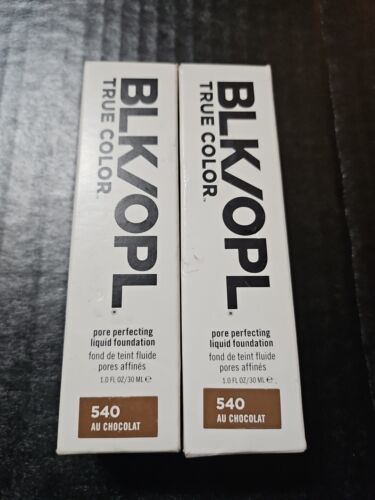 BLK/OPL
TRUE COLOR™
pore perfecting
liquid foundation
fond de teint fluide
pores affinés
1.0 FL OZ/30 ML ℮
540
AU CHOCOLAT
BLK/OPL
TRUE COLOR™
pore perfecting
liquid foundation
fond de teint fluide
pores affinés
1.0 FL OZ/30 ML ℮
540
AU CHOCOLAT